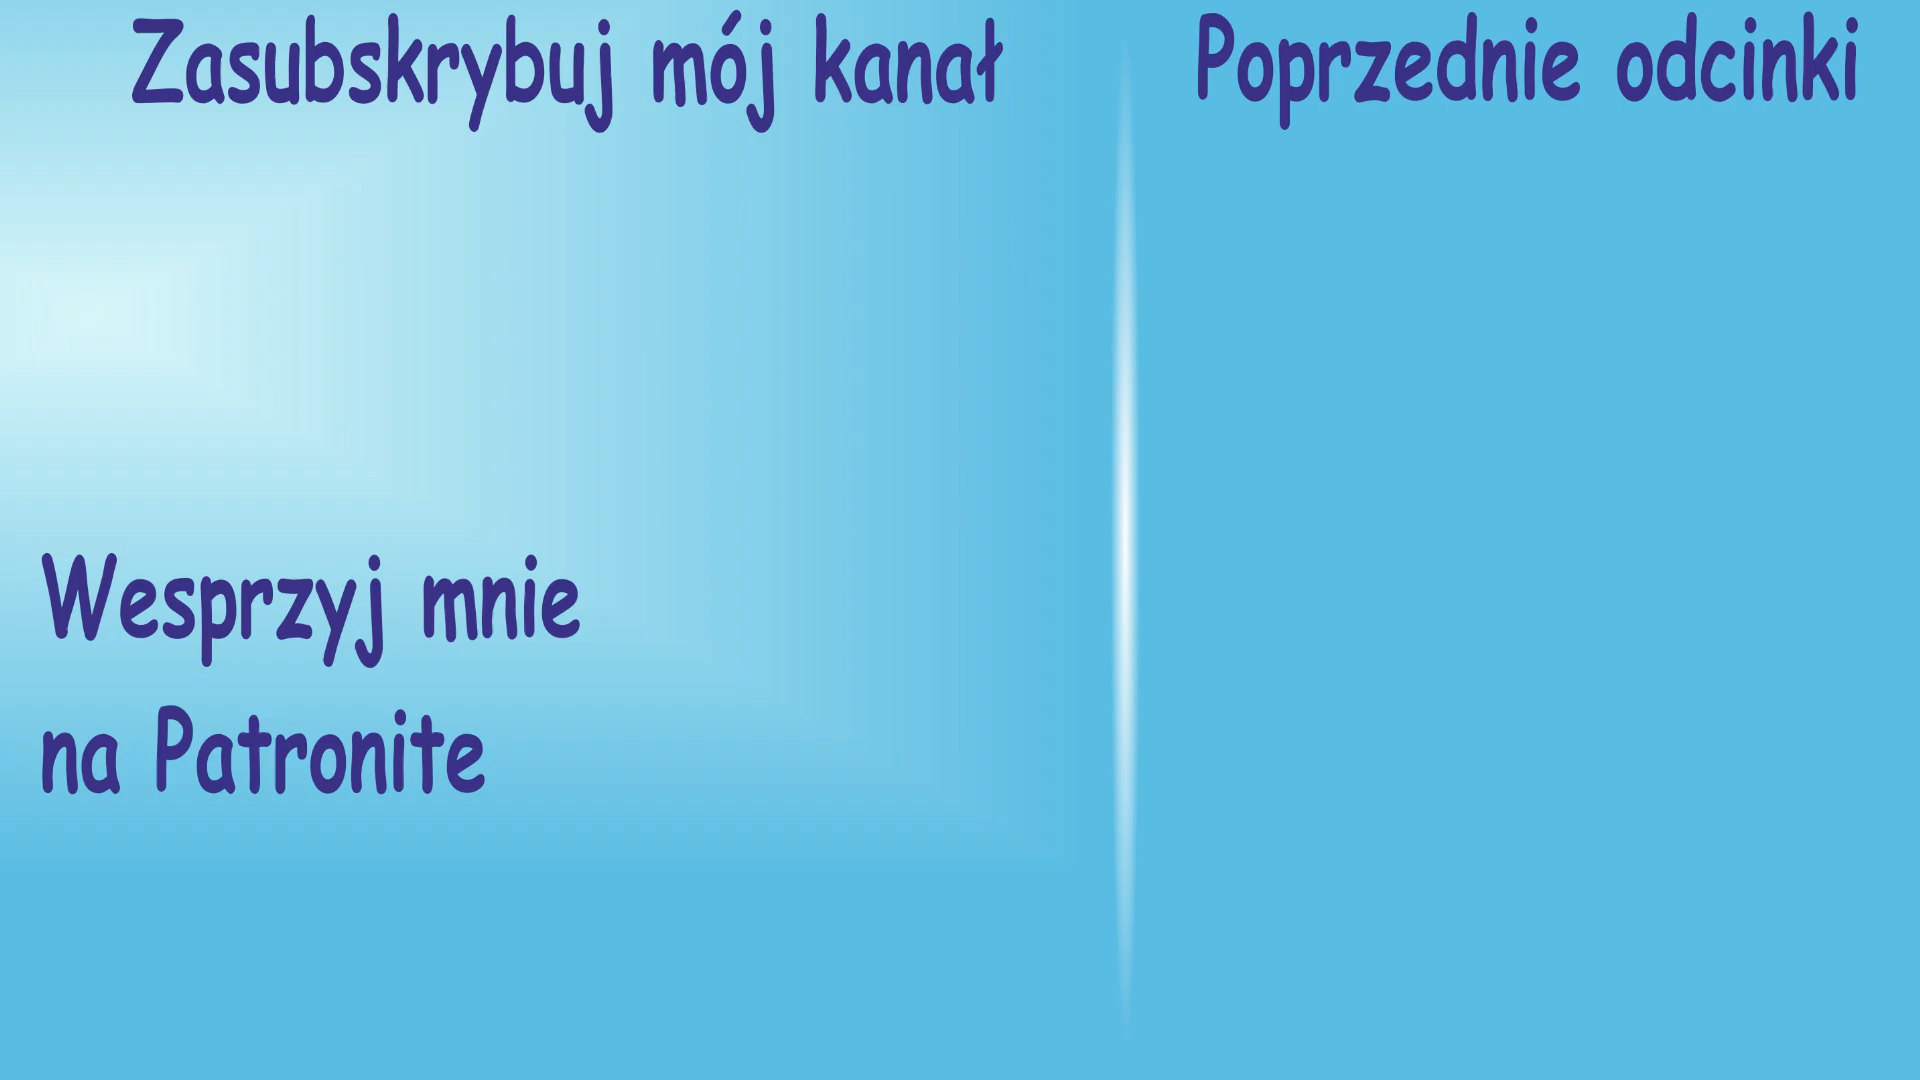 Zasubskrybuj mój kanał
Poprzednie odcinki
Wesprzyj mnie
na Patronite